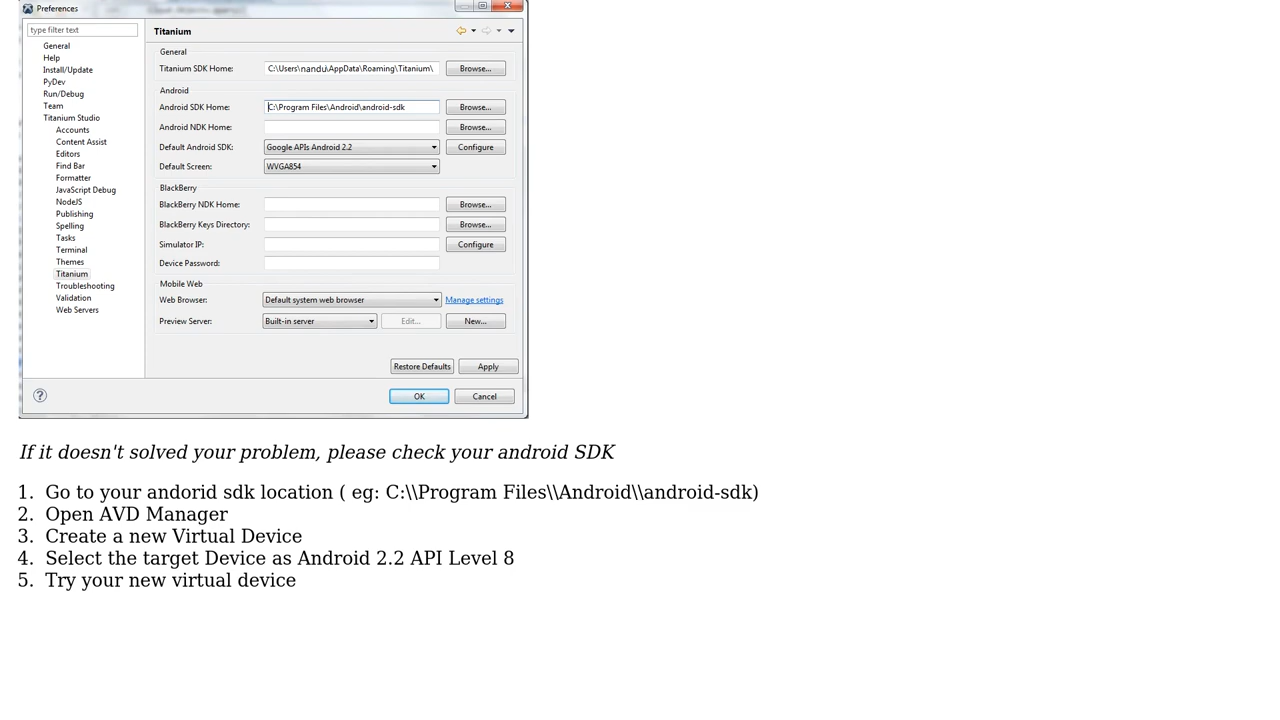 Preferences
type filter text
Titanium
General
General
Help
Titanium SDK Home: C:\Users\nandu\AppData\Roaming\Titanium\ Browse...
Install/Update
PyDev
Android
Run/Debug
Team
Android SDK Home: C:\Program Files\Android\android-sdk Browse...
Titanium Studio
Accounts
Android NDK Home: Browse...
Content Assist
Default Android SDK: Google APIs Android 2.2 Configure
Editors
Find Bar
Default Screen: WVGA854
Formatter
JavaScript Debug
BlackBerry
NodeJS
BlackBerry NDK Home: Browse...
Publishing
Spelling
BlackBerry Keys Directory: Browse...
Tasks
Simulator IP: Configure
Terminal
Themes
Device Password:
Titanium
Troubleshooting
Mobile Web
Validation
Web Browser: Default system web browser Manage settings
Web Servers
Preview Server: Built-in server Edit... New...
Restore Defaults Apply
? OK Cancel
If it doesn't solved your problem, please check your android SDK
1. Go to your andorid sdk location ( eg: C:\\Program Files\\Android\\android-sdk)
2. Open AVD Manager
3. Create a new Virtual Device
4. Select the target Device as Android 2.2 API Level 8
5. Try your new virtual device